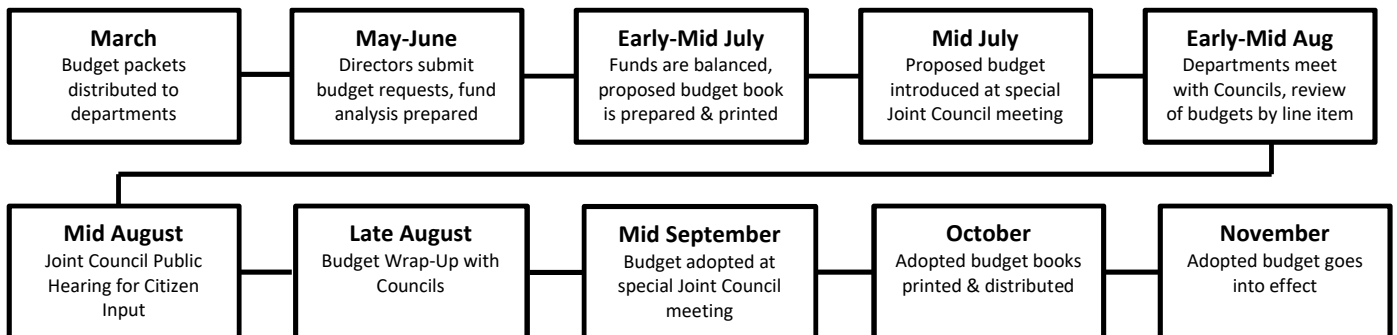 March
Budget packets
distributed to
departments
May-June
Directors submit
budget requests, fund
analysis prepared
Early-Mid July
Funds are balanced,
proposed budget book
is prepared & printed
Mid July
Proposed budget
introduced at special
Joint Council meeting
Early-Mid Aug
Departments meet
with Councils, review
of budgets by line item
Mid August
Joint Council Public
Hearing for Citizen
Input
Late August
Budget Wrap-Up with
Councils
Mid September
Budget adopted at
special Joint Council
meeting
October
Adopted budget books
printed & distributed
November
Adopted budget goes
into effect